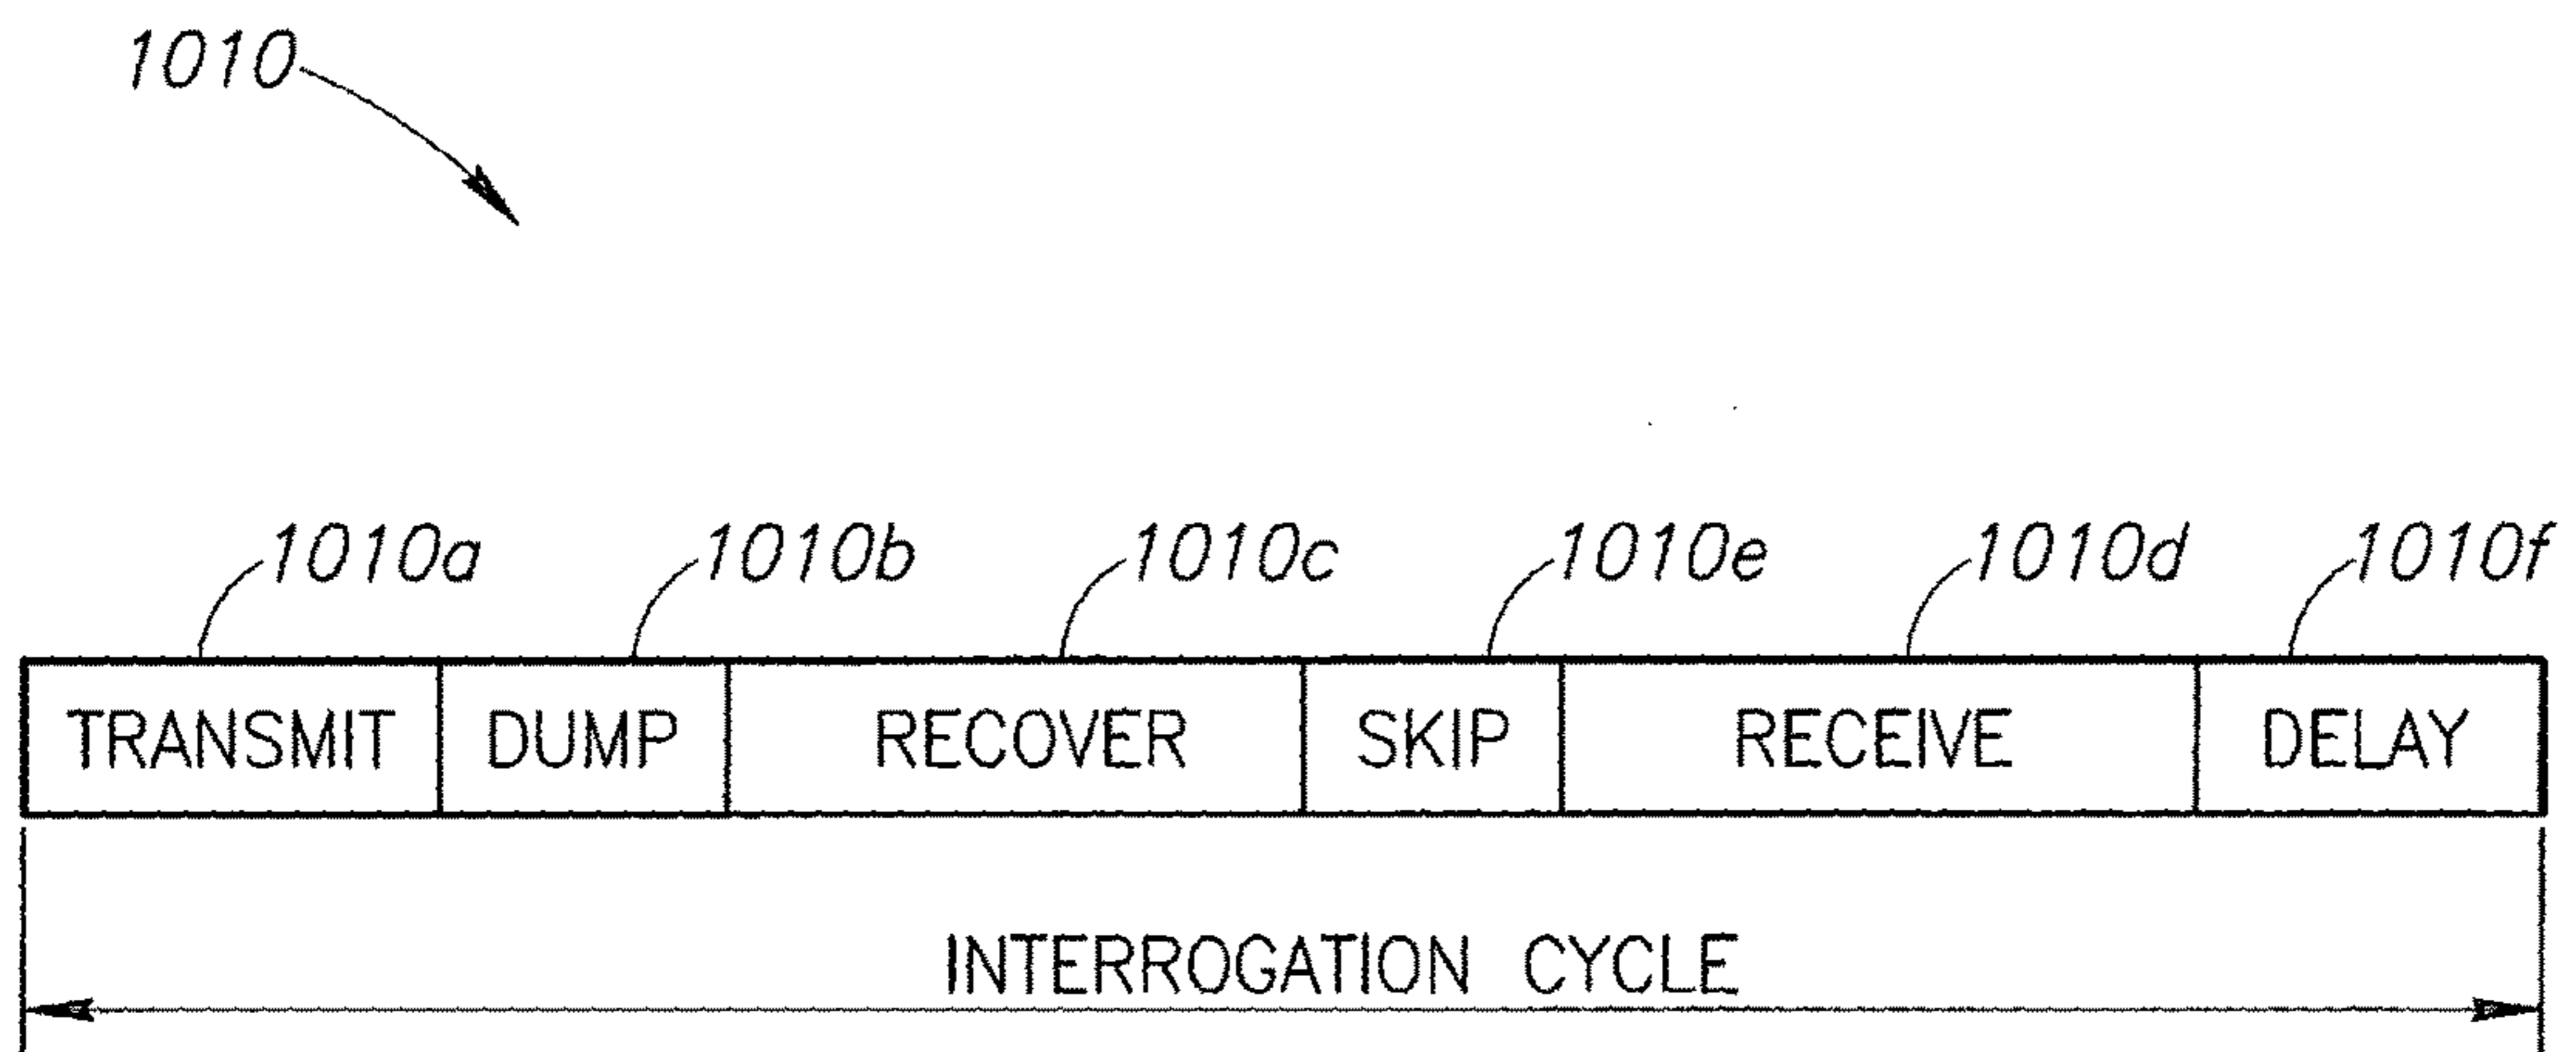 1010
1010a 1010b 1010c 1010e 1010d 1010f
TRANSMIT DUMP RECOVER SKIP RECEIVE DELAY
INTERROGATION CYCLE